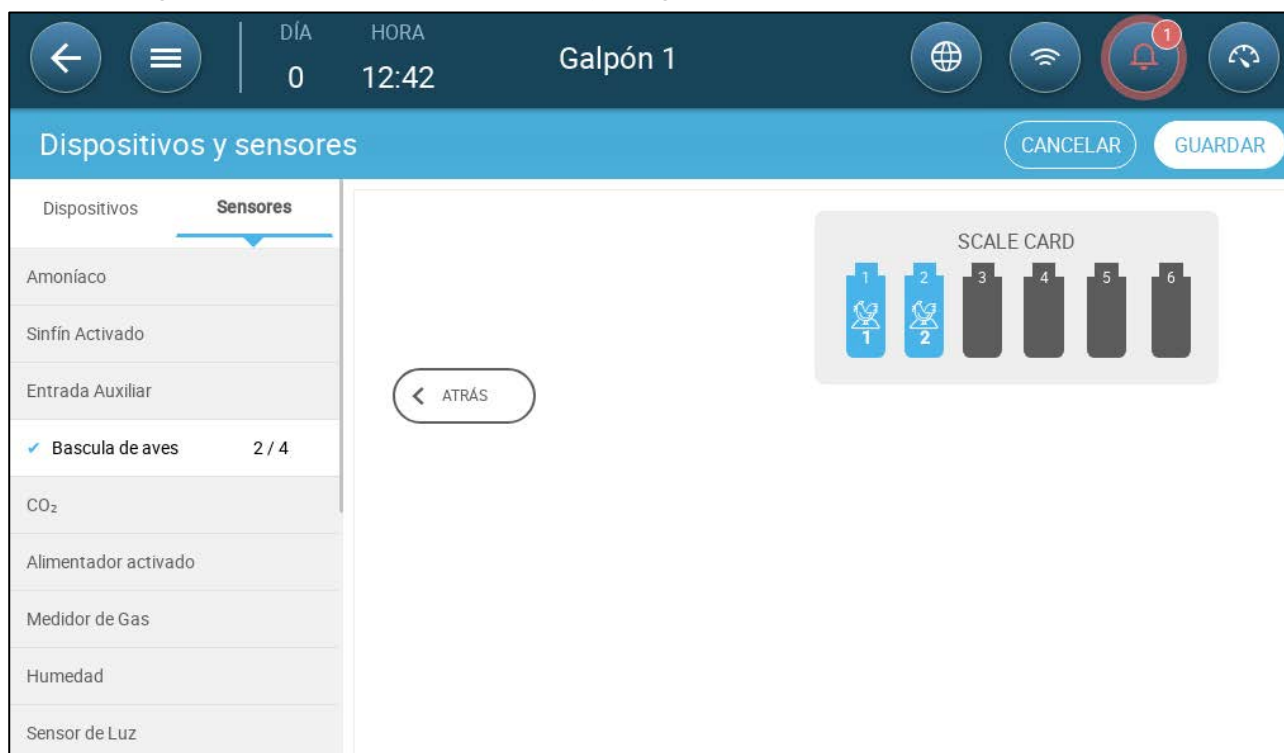 DÍA HORA
0 12:42 Galpón 1 1
Dispositivos y sensores CANCELAR GUARDAR
Dispositivos Sensores
Amoníaco
Sinfín Activado
Entrada Auxiliar
Bascula de aves 2 / 4
CO₂
Alimentador activado
Medidor de Gas
Humedad
Sensor de Luz
ATRÁS
SCALE CARD
1 2 3 4 5 6
1 2